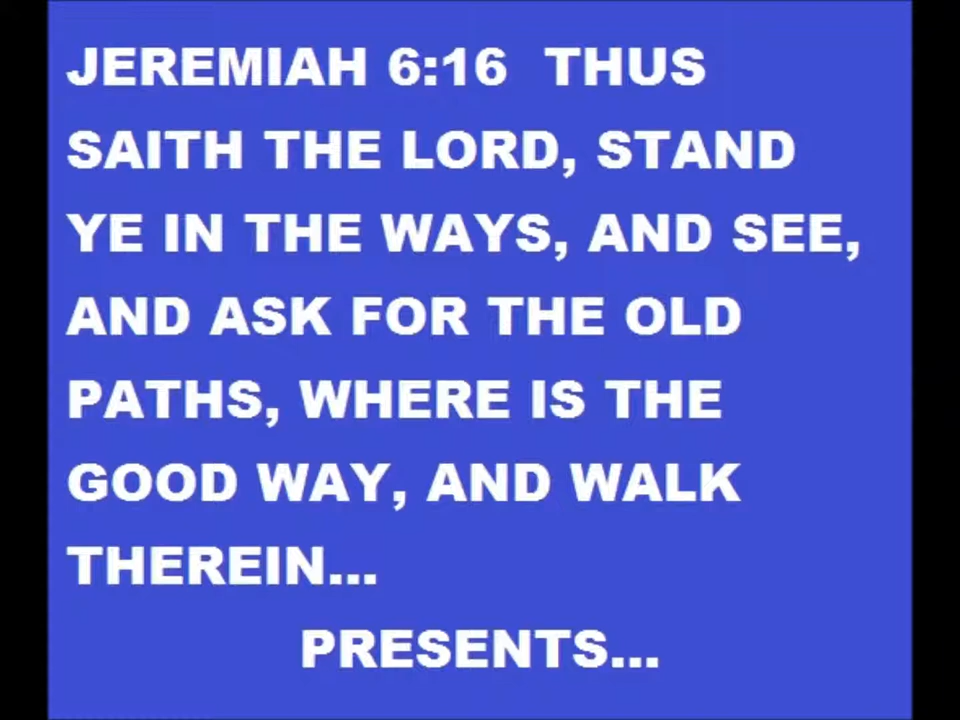 JEREMIAH 6:16  THUS
SAITH THE LORD, STAND
YE IN THE WAYS, AND SEE,
AND ASK FOR THE OLD
PATHS, WHERE IS THE
GOOD WAY, AND WALK
THEREIN...
PRESENTS...